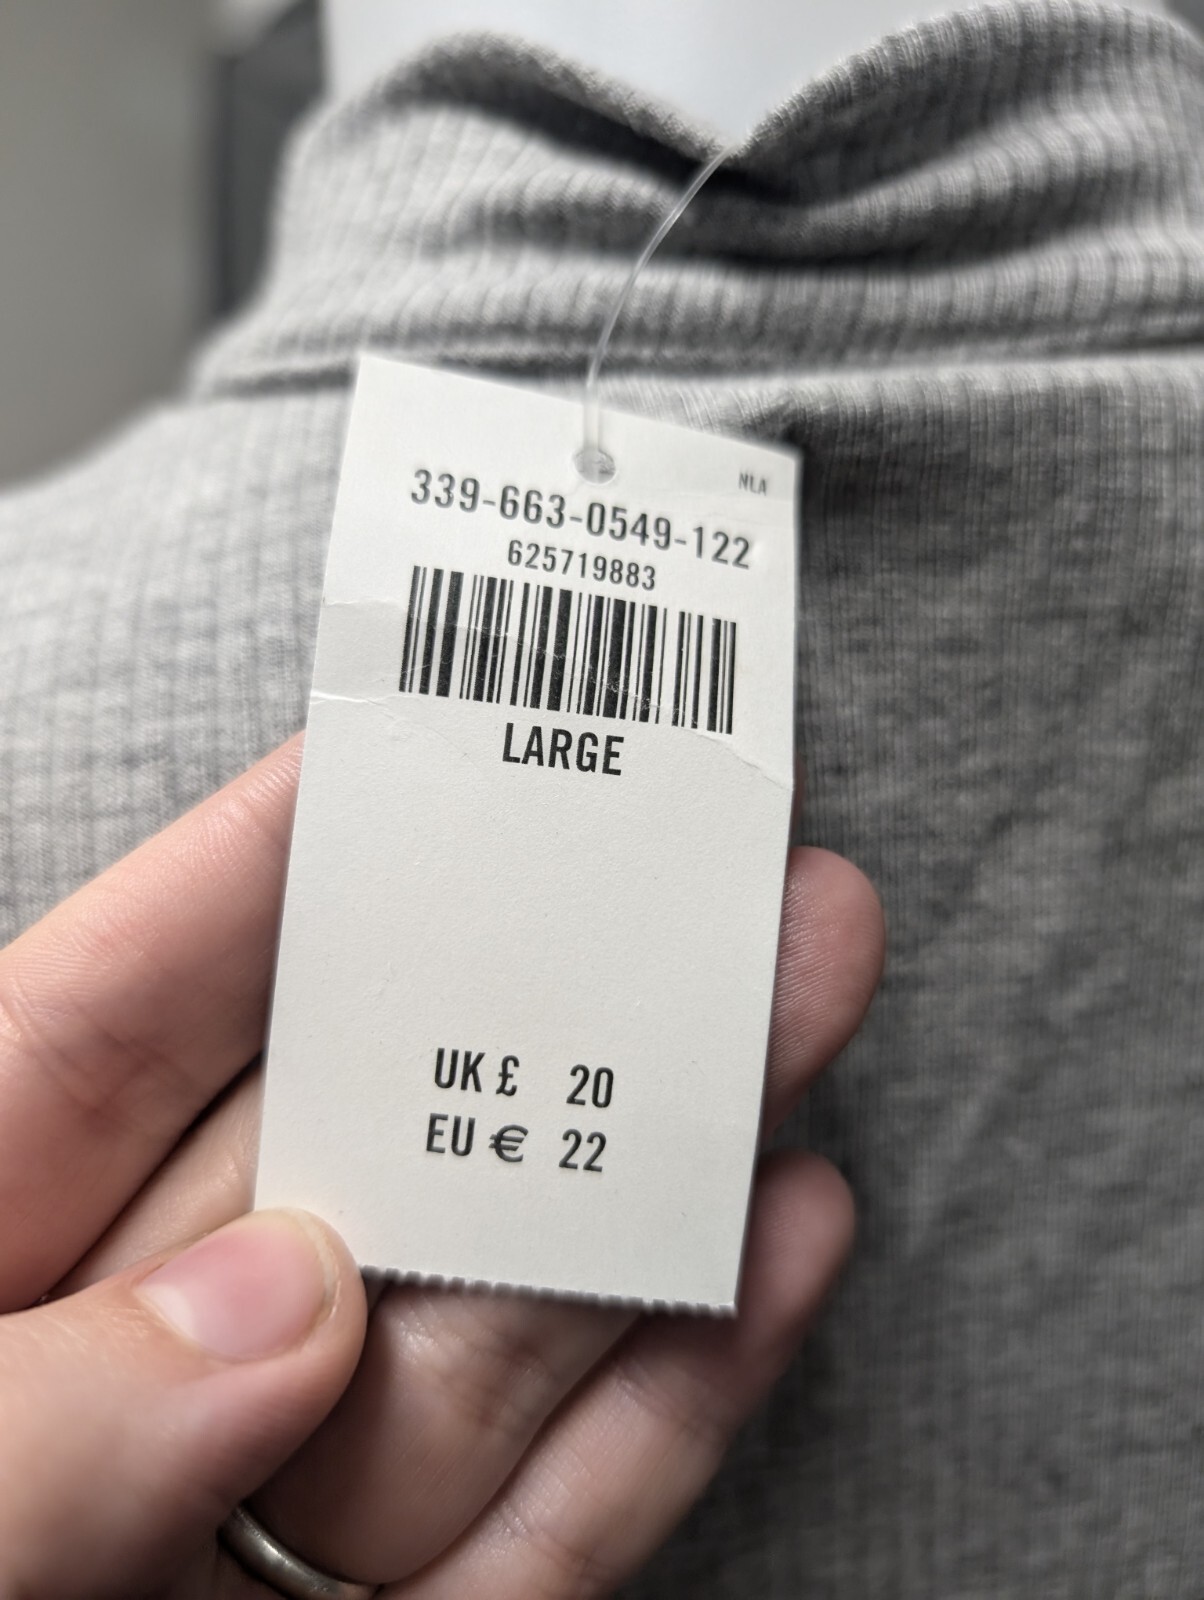 NLA
339-663-0549-122
625719883
LARGE
UK £ 20
EU € 22